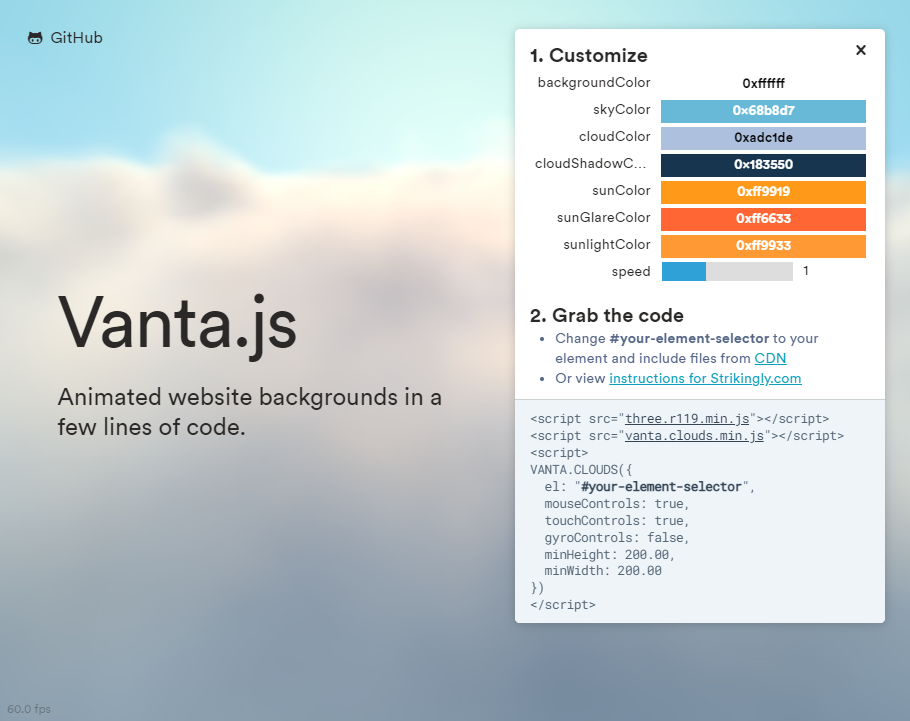 GitHub
Vanta.js
Animated website backgrounds in a
few lines of code.
60.0 fps
1. Customize
×
backgroundColor 0xffffff
skyColor 0x68b8d7
cloudColor 0xadc1de
cloudShadowC... 0x183550
sunColor 0xff9919
sunGlareColor 0xff6633
sunlightColor 0xff9933
speed 1
2. Grab the code
• Change #your-element-selector to your
element and include files from CDN
• Or view instructions for Strikingly.com
<script src="three.r119.min.js"></script>
<script src="vanta.clouds.min.js"></script>
<script>
VANTA.CLOUDS({
  el: "#your-element-selector",
  mouseControls: true,
  touchControls: true,
  gyroControls: false,
  minHeight: 200.00,
  minWidth: 200.00
})
</script>